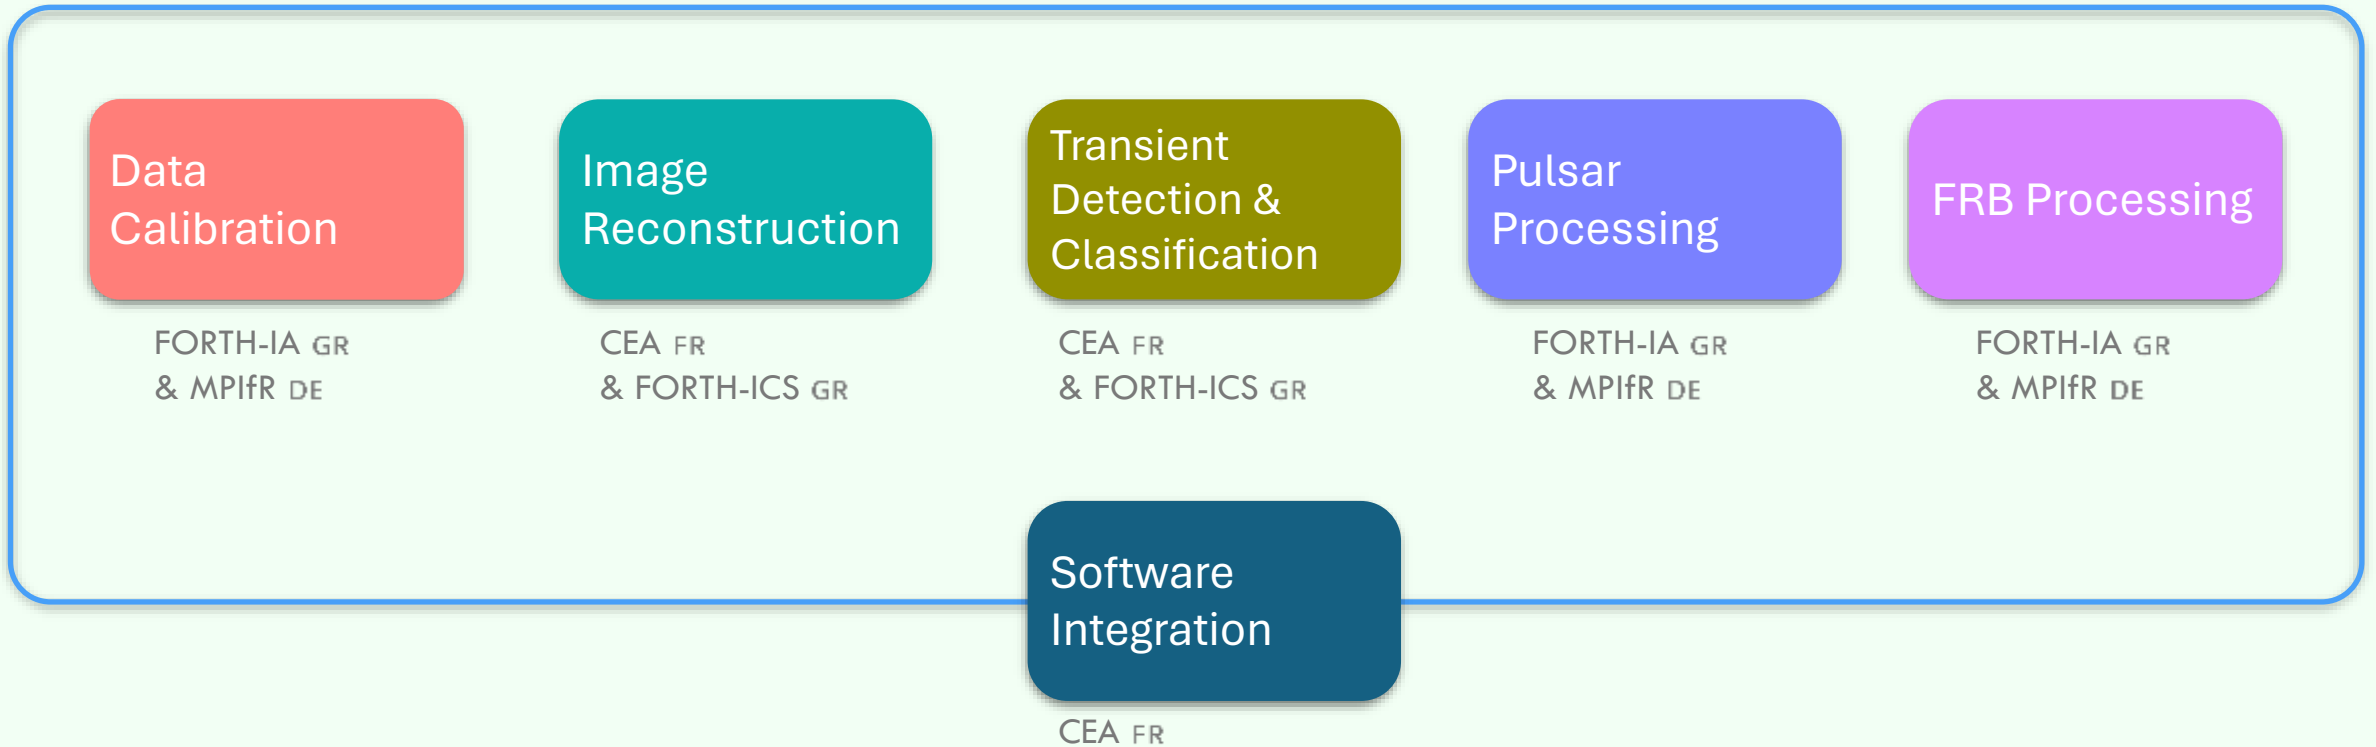 Data
Calibration
FORTH-IA GR
& MPIfR DE
Image
Reconstruction
CEA FR
& FORTH-ICS GR
Transient
Detection &
Classification
CEA FR
& FORTH-ICS GR
Pulsar
Processing
FORTH-IA GR
& MPIfR DE
FRB Processing
FORTH-IA GR
& MPIfR DE
Software
Integration
CEA FR